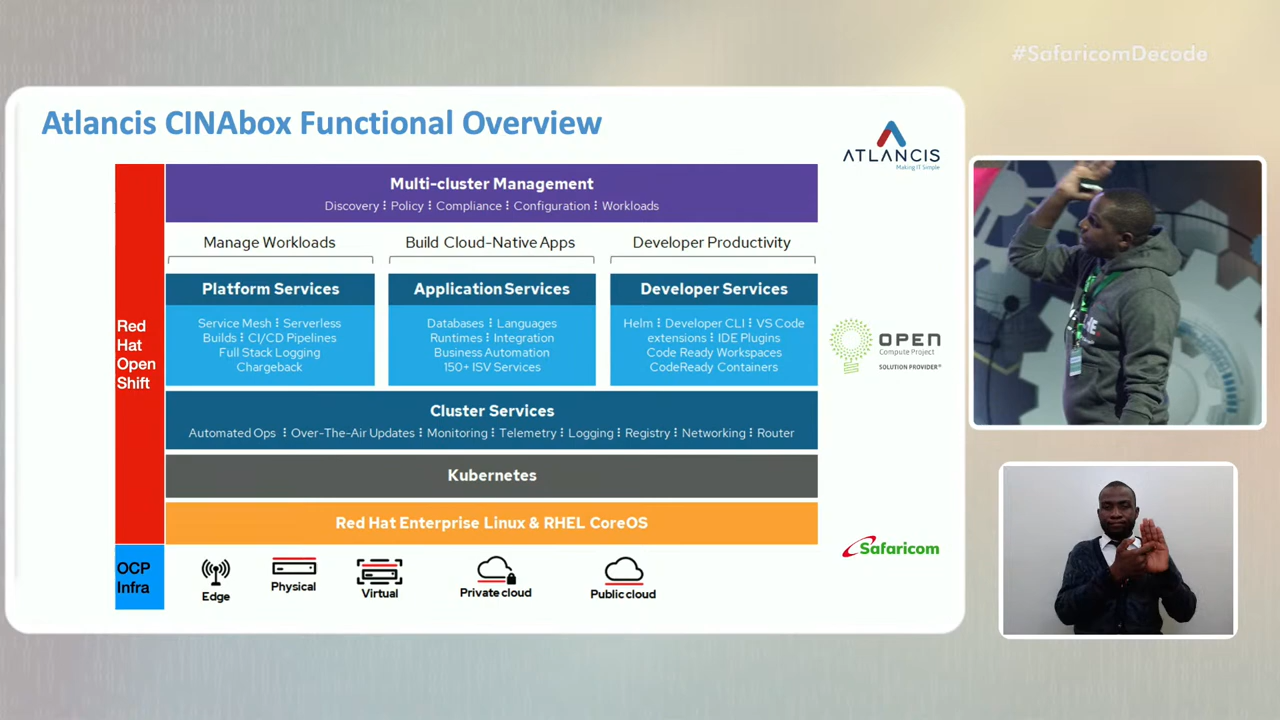 #SafaricomDecode
Atlancis CINAbox Functional Overview
ATLANCIS
Making IT Simple
Multi-cluster Management
Discovery ⁝ Policy ⁝ Compliance ⁝ Configuration ⁝ Workloads
Manage Workloads
Build Cloud-Native Apps
Developer Productivity
Platform Services
Service Mesh ⁝ Serverless
Builds ⁝ CI/CD Pipelines
Full Stack Logging
Chargeback
Application Services
Databases ⁝ Languages
Runtimes ⁝ Integration
Business Automation
150+ ISV Services
Developer Services
Helm ⁝ Developer CLI ⁝ VS Code
extensions ⁝ IDE Plugins
Code Ready Workspaces
CodeReady Containers
Red
Hat
Open
Shift
OPEN
Compute Project
SOLUTION PROVIDER®
Cluster Services
Automated Ops ⁝ Over-The-Air Updates ⁝ Monitoring ⁝ Telemetry ⁝ Logging ⁝ Registry ⁝ Networking ⁝ Router
Kubernetes
Red Hat Enterprise Linux & RHEL CoreOS
Safaricom
OCP
Infra
Edge
Physical
Virtual
Private cloud
Public cloud